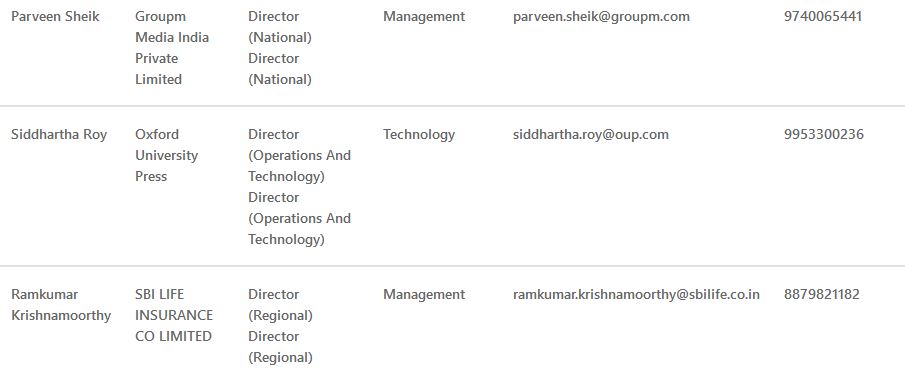 Parveen Sheik Groupm Director Management parveen.sheik@groupm.com 9740065441
Media India (National)
Private Director
Limited (National)
Siddhartha Roy Oxford Director Technology siddhartha.roy@oup.com 9953300236
University (Operations And
Press Technology)
Director
(Operations And
Technology)
Ramkumar SBI LIFE Director Management ramkumar.krishnamoorthy@sbilife.co.in 8879821182
Krishnamoorthy INSURANCE (Regional)
CO LIMITED Director
(Regional)